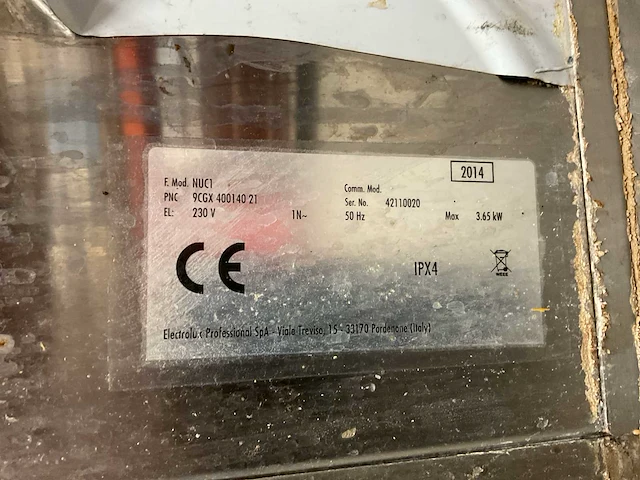 2014
F. Mod. NUC1
Comm. Mod.
PNC 9CGX 400140 21
Ser. No. 42110020
EL: 230 V 1N~ 50 Hz Max 3.65 kW
CE
IPX4
WEEE
Electrolux Professional SpA - Viale Treviso, 15 - 33170 Pordenone (Italy)